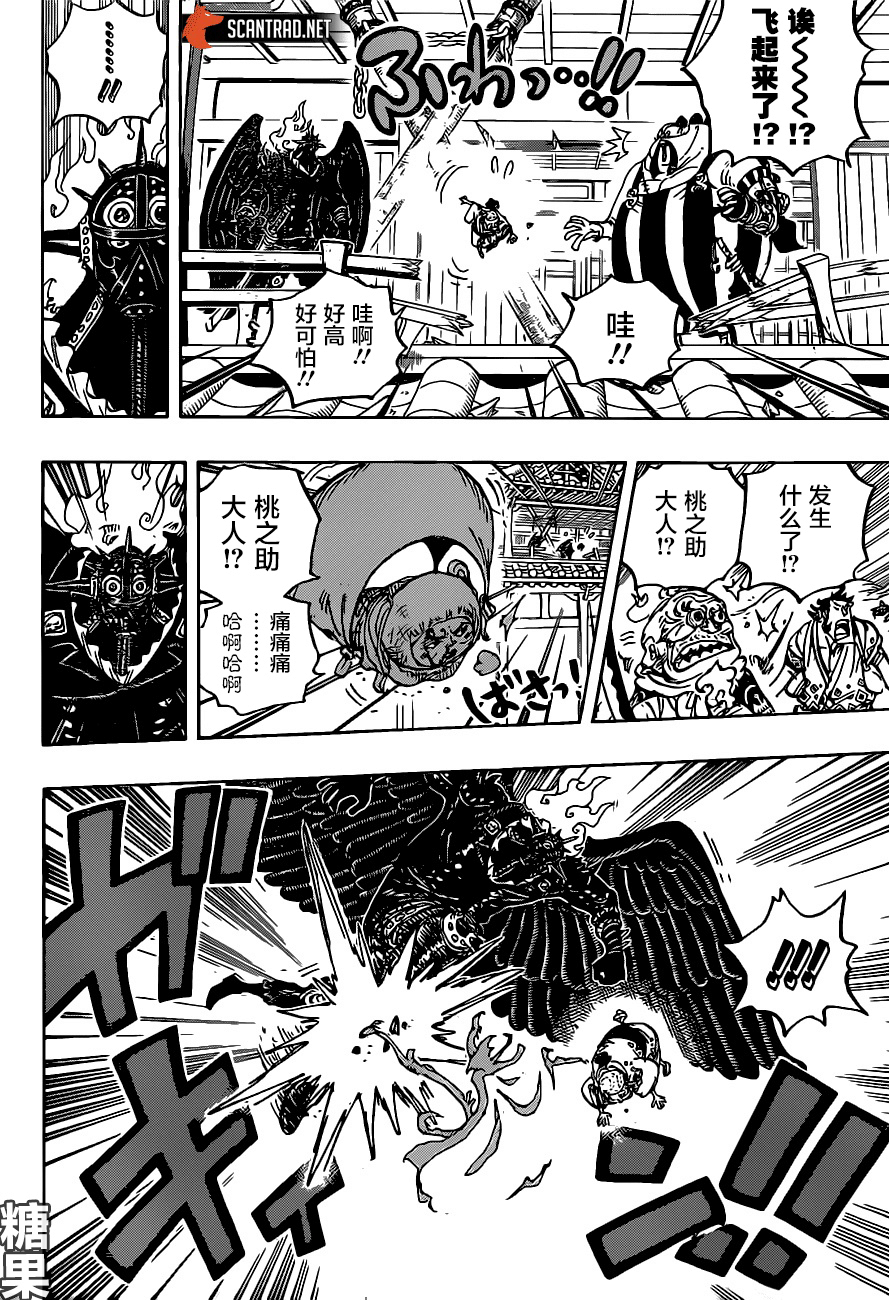 SCANTRAD.NET
诶~~~~!?
飞起来了!?
ふわっ··!!
哇!!
哇啊!!
好高
好可怕!!
……!!
发生
什么了!?
桃之助
大人!?
桃之助
大人!?
痛痛痛
………
哈啊哈啊
ばさっ!
!!!
ガキ
!!
糖果